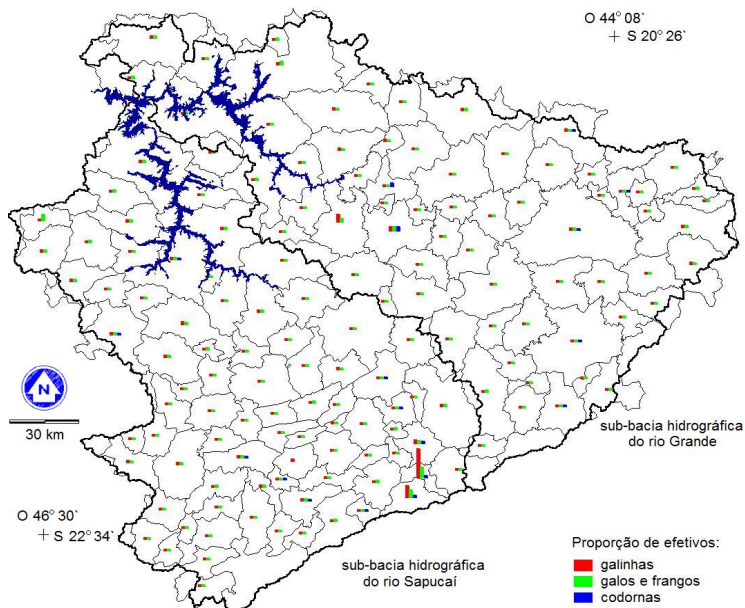 O 44° 08`
+ S 20° 26`
N
30 km
sub-bacia hidrográfica
do rio Grande
O 46° 30`
+ S 22° 34`
sub-bacia hidrográfica
do rio Sapucaí
Proporção de efetivos:
galinhas
galos e frangos
codornas